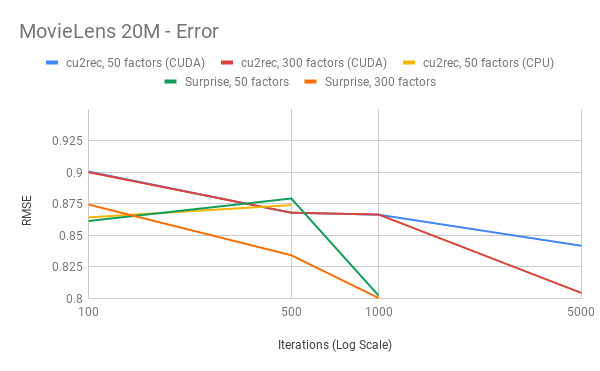 MovieLens 20M - Error
cu2rec, 50 factors (CUDA) cu2rec, 300 factors (CUDA) cu2rec, 50 factors (CPU)
Surprise, 50 factors Surprise, 300 factors
0.925
0.9
0.875
0.85
0.825
0.8
RMSE
100 500 1000 5000
Iterations (Log Scale)